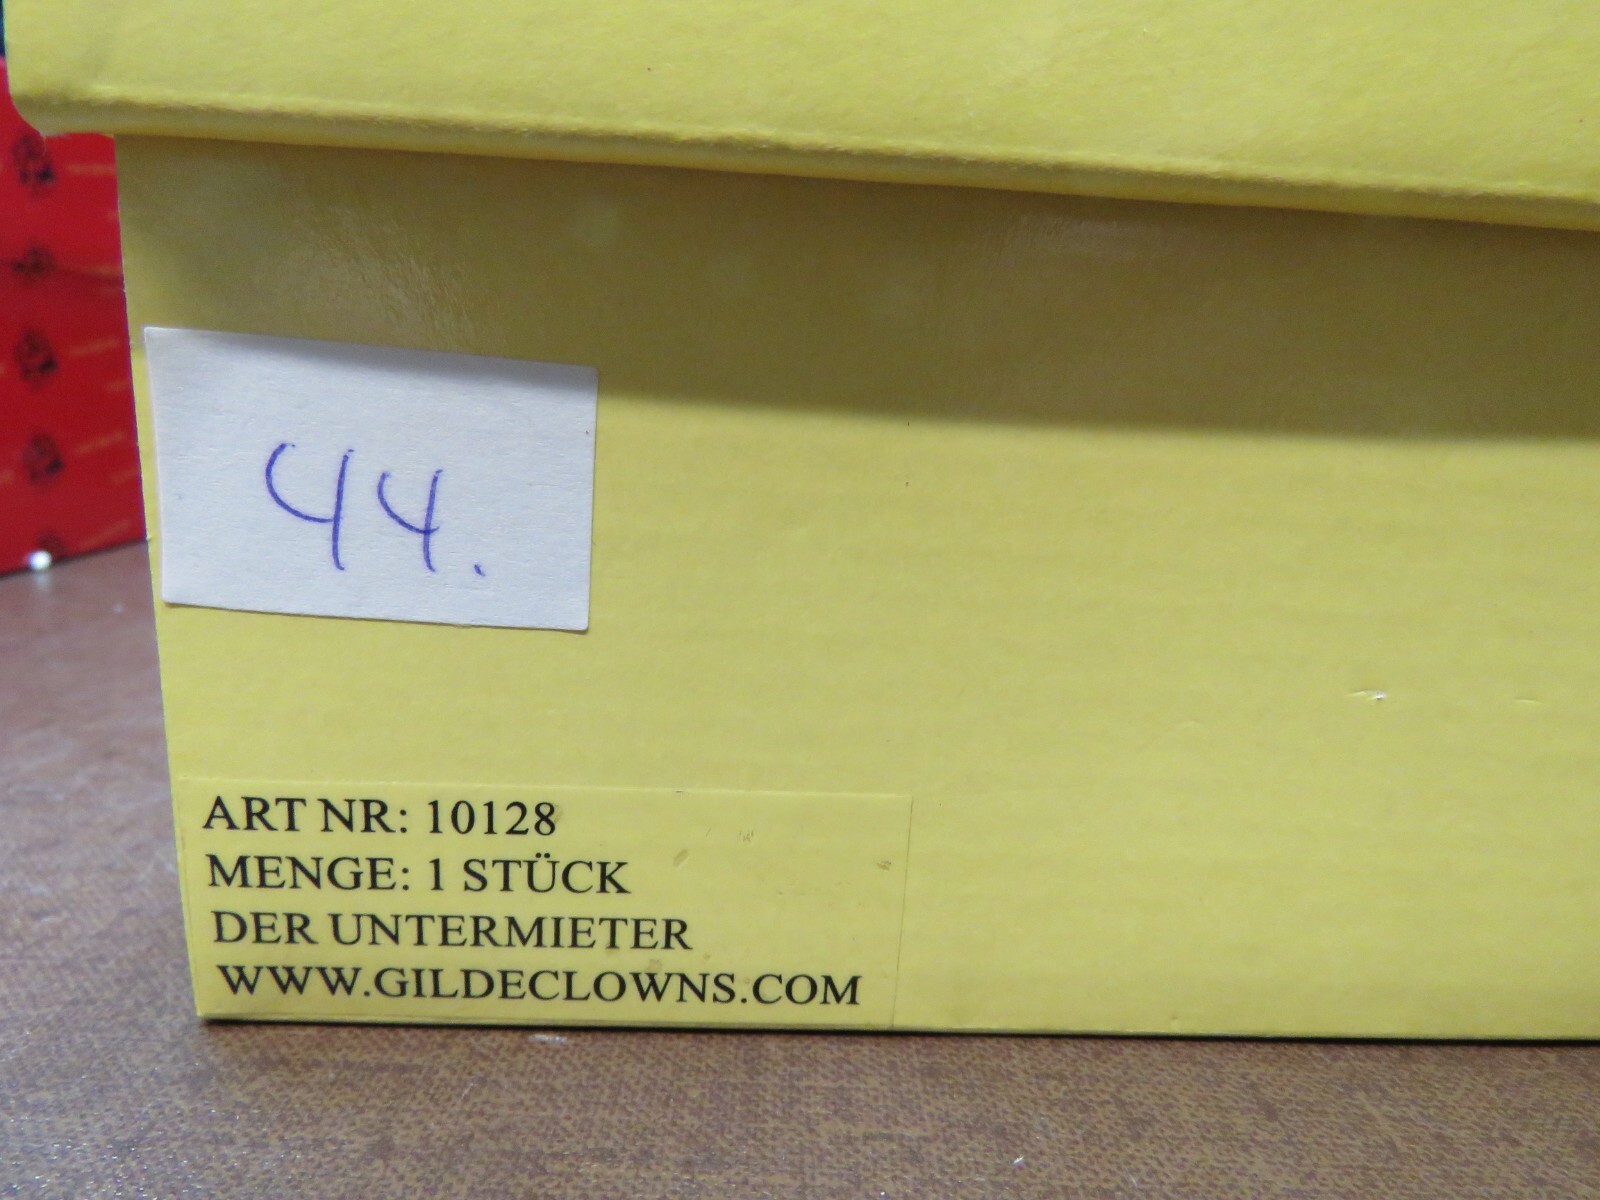 44.
ART NR: 10128
MENGE: 1 STÜCK
DER UNTERMIETER
WWW.GILDECLOWNS.COM